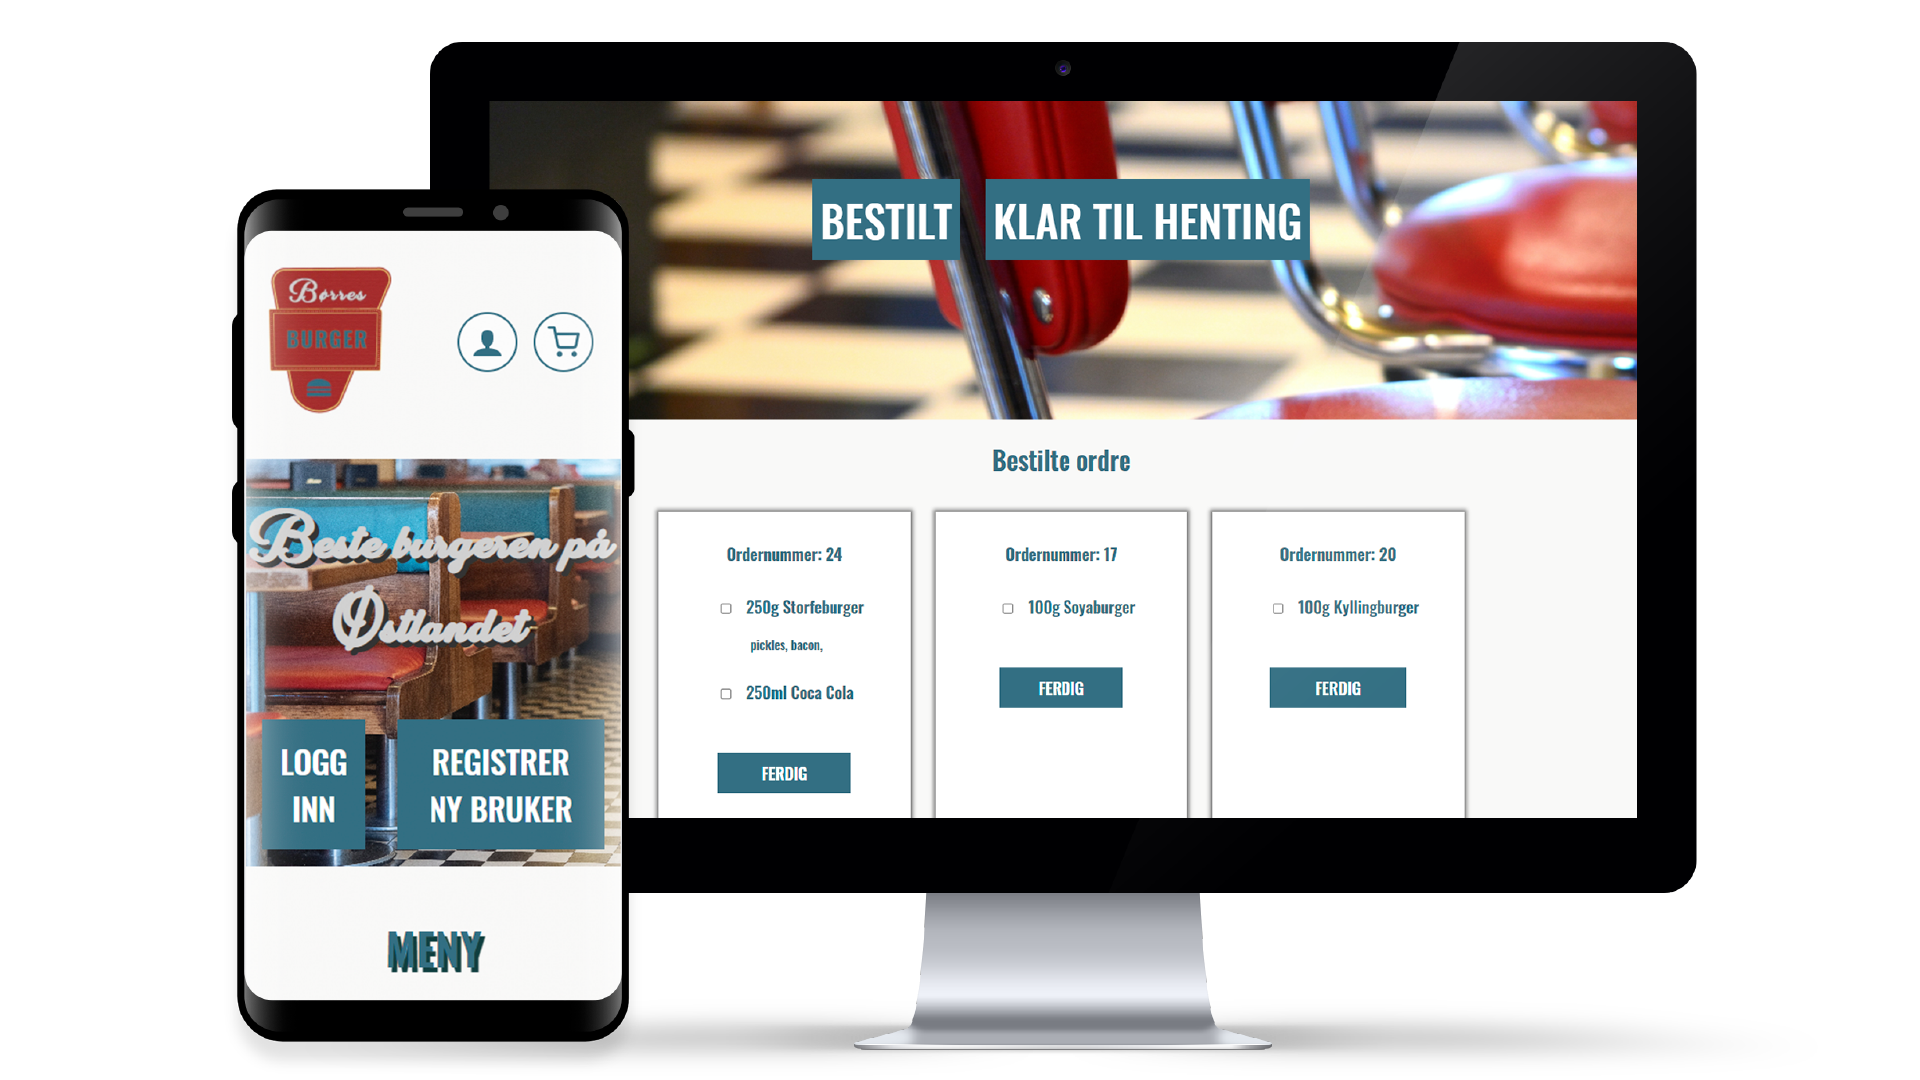 Børres
BURGER
Beste burgeren på
Østlandet
LOGG
INN
REGISTRER
NY BRUKER
MENY
BESTILT
KLAR TIL HENTING
Bestilte ordre
Ordernummer: 24
250g Storfeburger
pickles, bacon,
250ml Coca Cola
FERDIG
Ordernummer: 17
100g Soyaburger
FERDIG
Ordernummer: 20
100g Kyllingburger
FERDIG